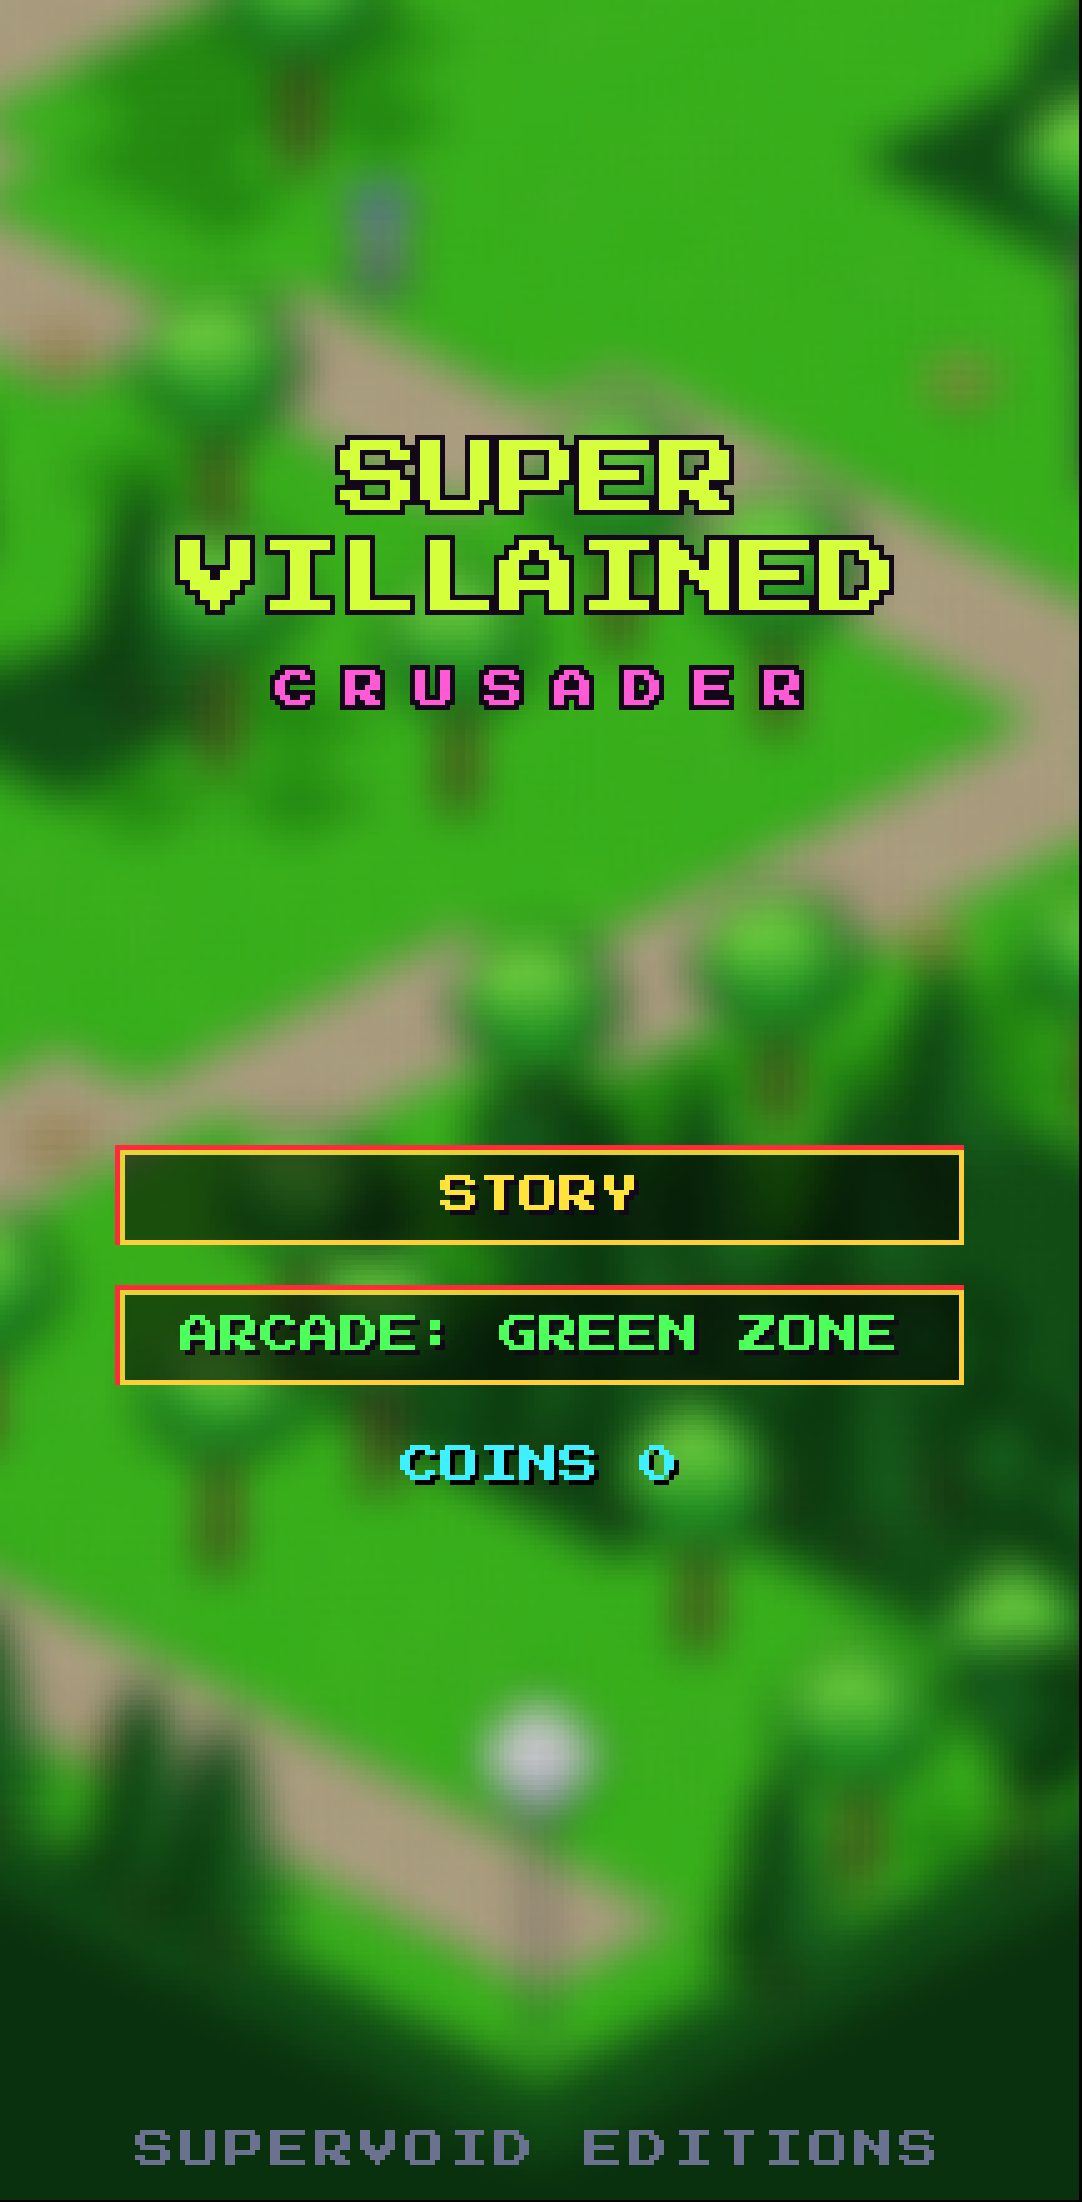 SUPER
VILLAINED
CRUSADER
STORY
ARCADE: GREEN ZONE
COINS 0
SUPERVOID EDITIONS